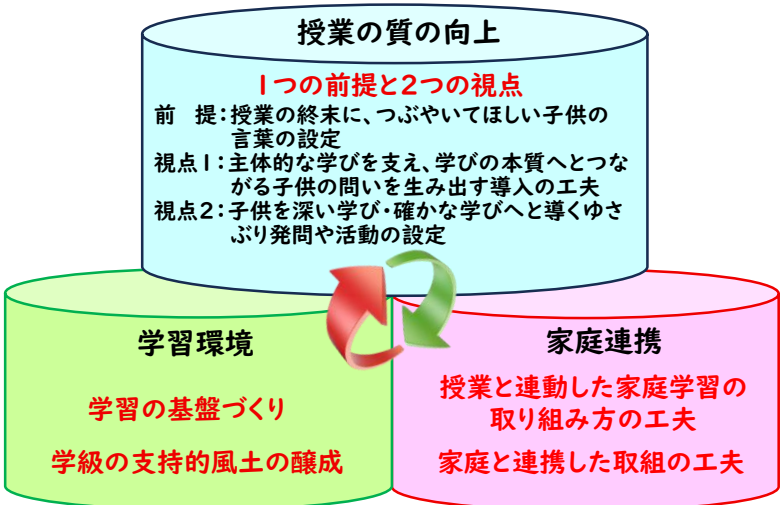 授業の質の向上
1つの前提と2つの視点
前　提：授業の終末に、つぶやいてほしい子供の
言葉の設定
視点1：主体的な学びを支え、学びの本質へとつな
がる子供の問いを生み出す導入の工夫
視点2：子供を深い学び・確かな学びへと導くゆさ
ぶり発問や活動の設定
学習環境
学習の基盤づくり
学級の支持的風土の醸成
家庭連携
授業と連動した家庭学習の
取り組み方の工夫
家庭と連携した取組の工夫